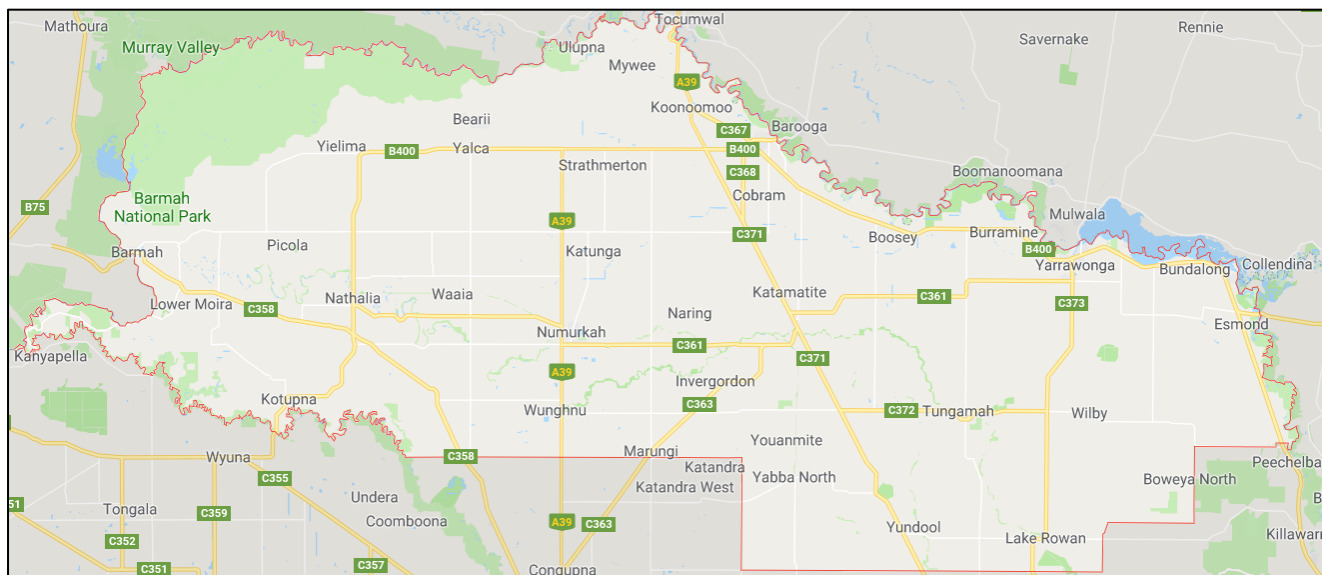 Mathoura
Murray Valley
Ulupna
Tocumwal
Savernake
Rennie
Mywee
A39
Koonoomoo
Bearii
C367
Barooga
Yielima
B400
Yalca
B400
Strathmerton
C368
Boomanoomana
Barmah
National Park
B75
Cobram
Mulwala
A39
C371
Boosey
Burramine
B400
Barmah
Picola
Katunga
Yarrawonga
Bundalong
Collendina
Lower Moira
C358
Nathalia
Waaia
Katamatite
C361
C373
Naring
Esmond
Numurkah
Kanyapella
C361
C371
A39
Invergordon
Kotupna
Wunghnu
C363
C372
Tungamah
Wilby
Youanmite
Wyuna
C358
Marungi
Katandra
Peechelba
C355
Yabba North
Boweya North
Katandra West
51
Tongala
C359
Undera
Coomboona
A39
C363
Yundool
Killawarr
C352
Lake Rowan
C351
C357
Congupna